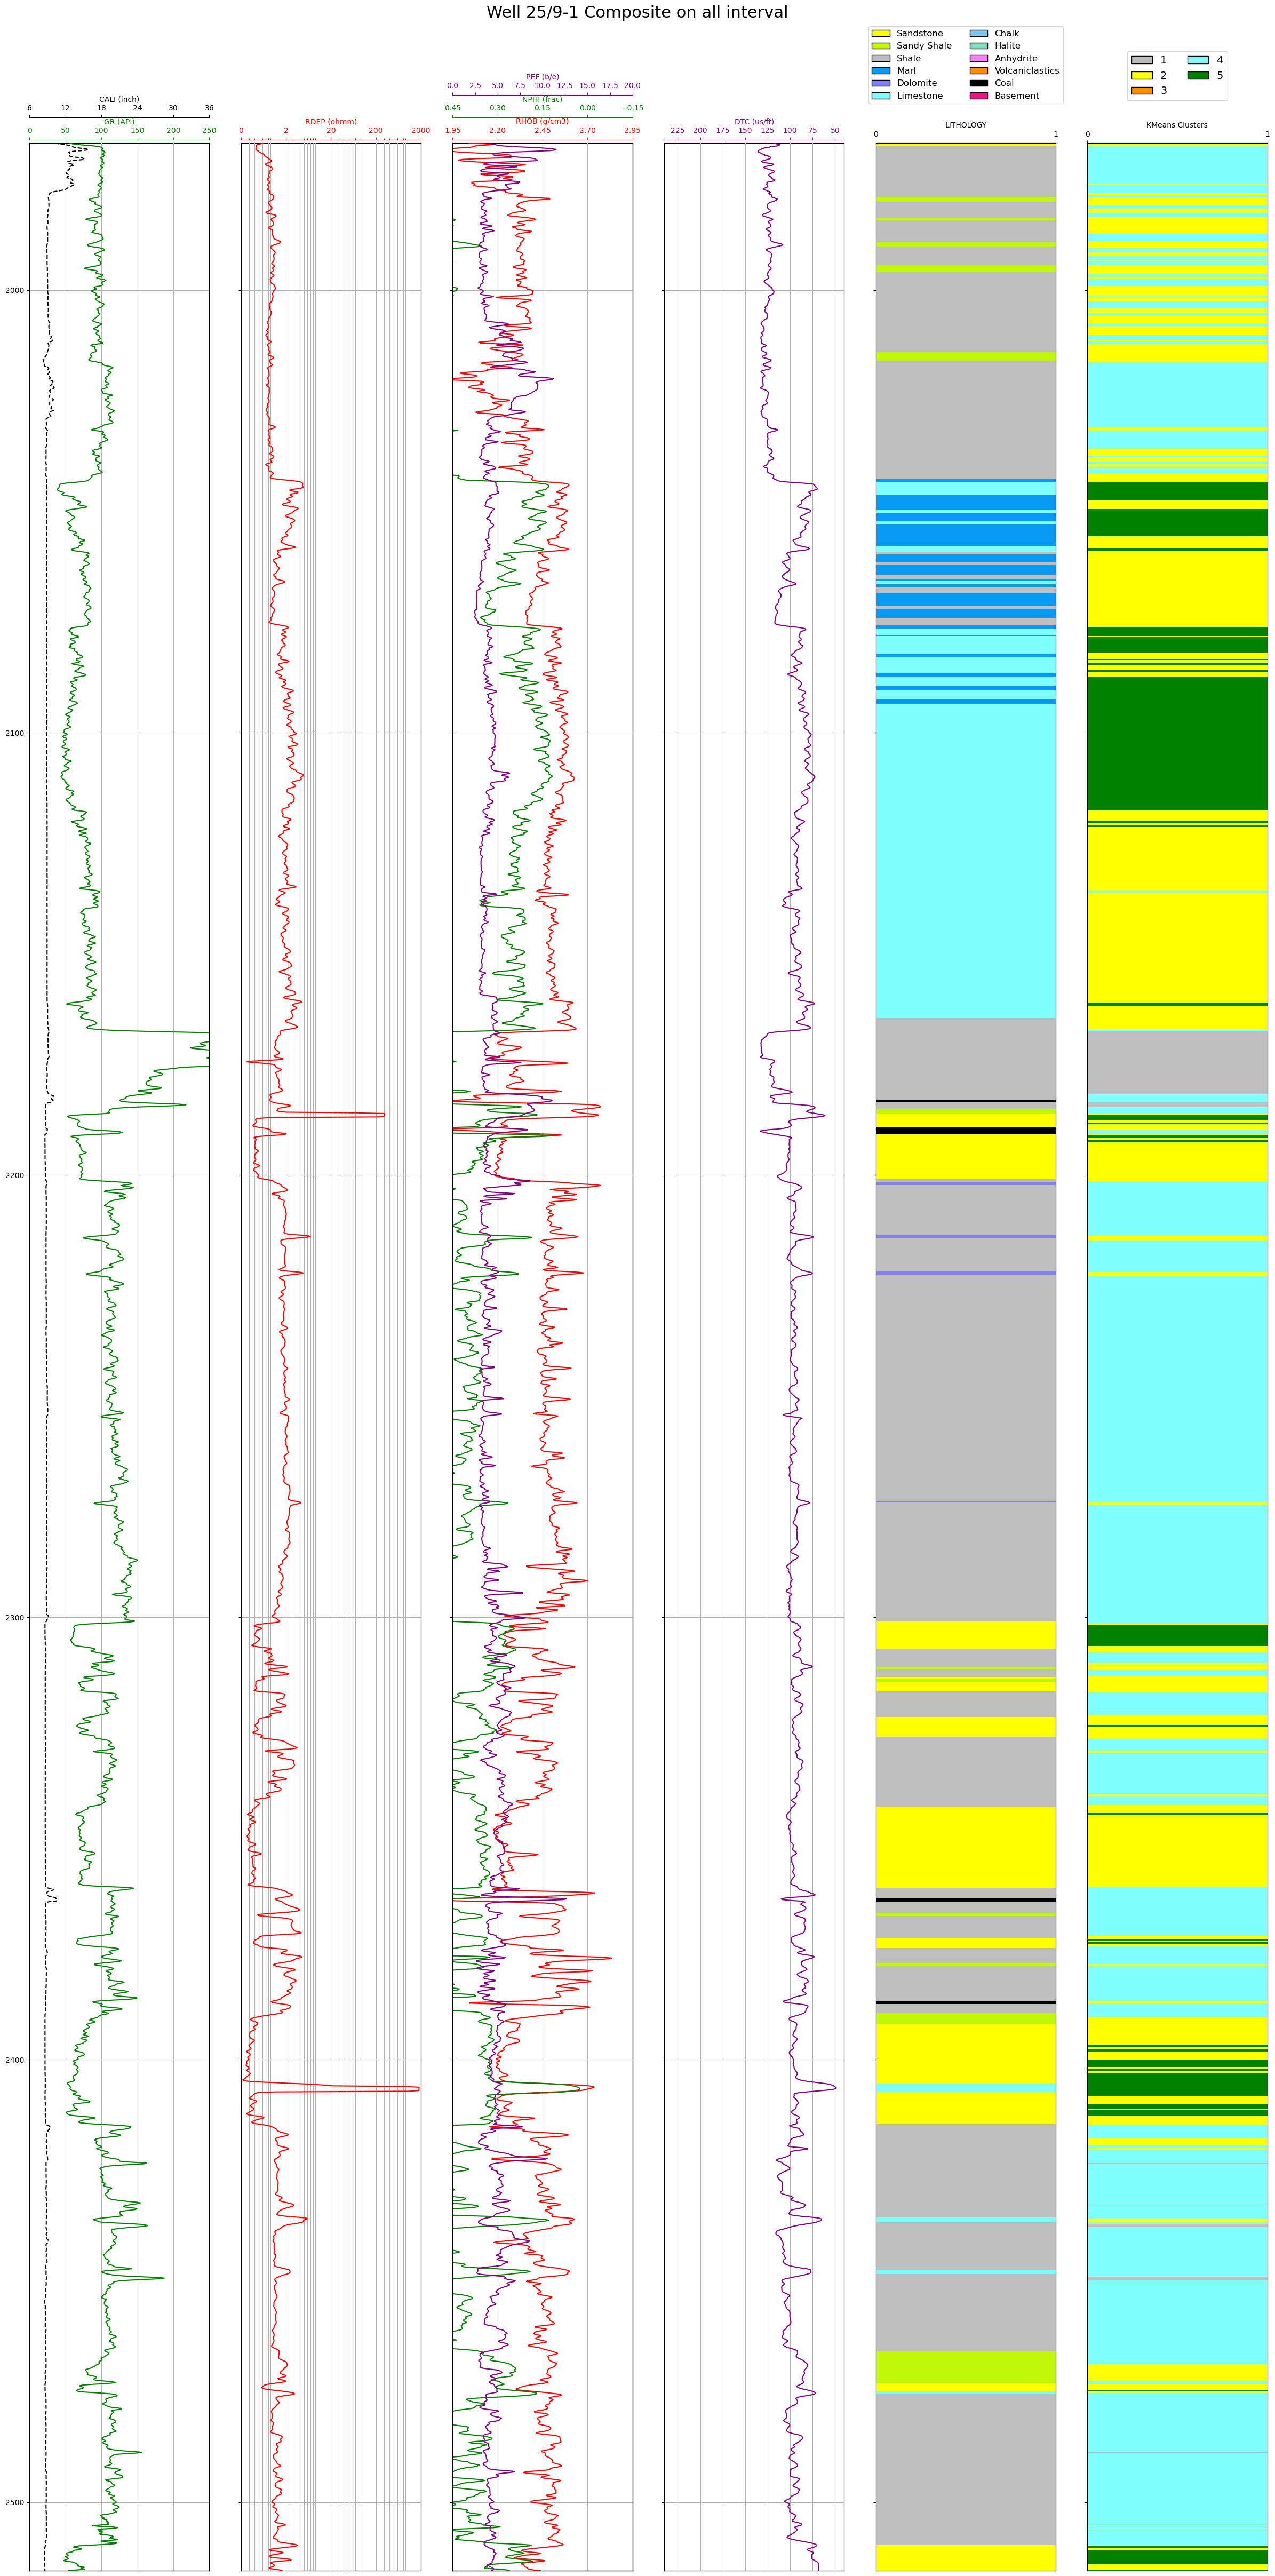 Well 25/9-1 Composite on all interval
Sandstone Chalk
Sandy Shale Halite
Shale Anhydrite
Marl Volcaniclastics
Dolomite Coal
Limestone Basement
1 4
2 5
3
PEF (b/e)
0.0 2.5 5.0 7.5 10.0 12.5 15.0 17.5 20.0
CALI (inch) NPHI (frac)
6 12 18 24 30 36 0.45 0.30 0.15 0.00 −0.15
GR (API) RDEP (ohmm) RHOB (g/cm3) DTC (us/ft) LITHOLOGY KMeans Clusters
0 50 100 150 200 250 0 2 20 200 2000 1.95 2.20 2.45 2.70 2.95 225 200 175 150 125 100 75 50 0 1 0 1
2000
2100
2200
2300
2400
2500